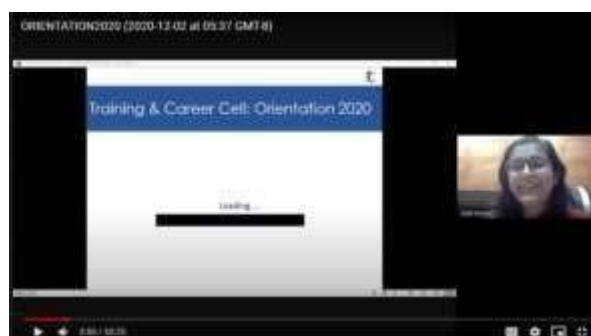 ORIENTATION2020 (2020-12-02 at 05:37 GMT-8)
t
Training & Career Cell: Orientation 2020
Loading...